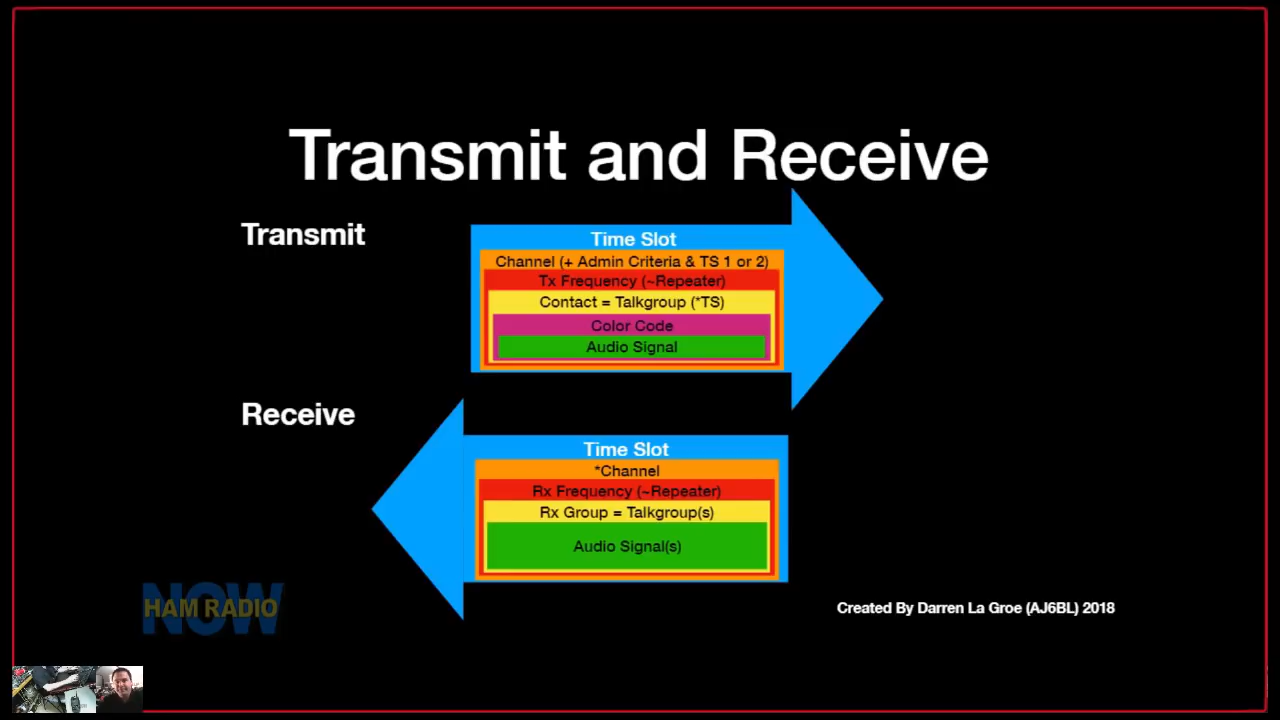 Transmit and Receive
Transmit
Time Slot
Channel (+ Admin Criteria & TS 1 or 2)
Tx Frequency (~Repeater)
Contact = Talkgroup (*TS)
Color Code
Audio Signal
Receive
Time Slot
*Channel
Rx Frequency (~Repeater)
Rx Group = Talkgroup(s)
Audio Signal(s)
NOW
HAM RADIO
Created By Darren La Groe (AJ6BL) 2018